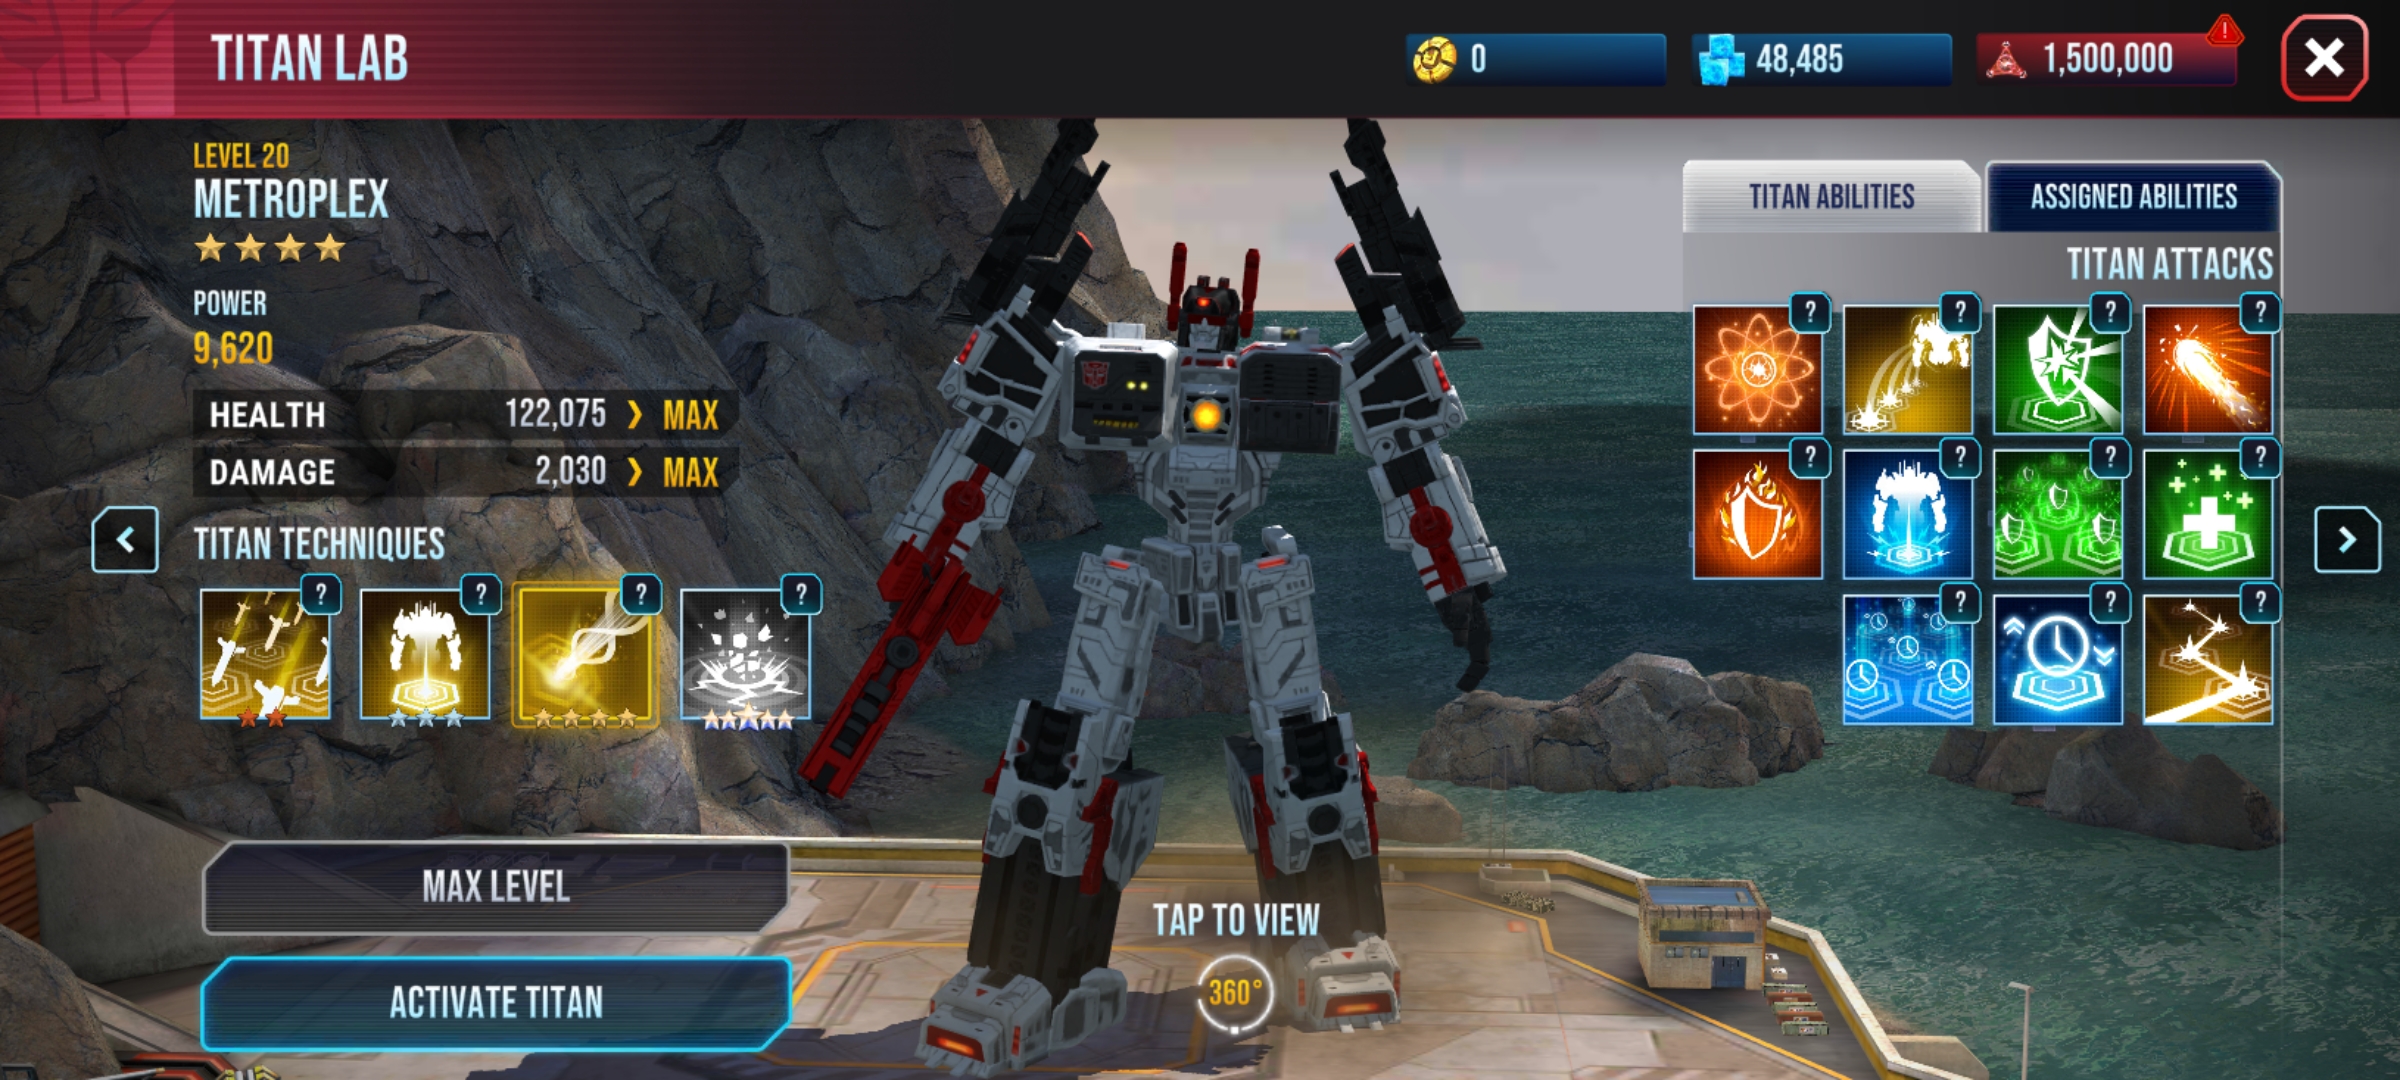 TITAN LAB
0
48,485
1,500,000
LEVEL 20
METROPLEX
POWER
9,620
HEALTH 122,075 > MAX
DAMAGE 2,030 > MAX
TITAN TECHNIQUES
? ? ? ?
MAX LEVEL
ACTIVATE TITAN
TAP TO VIEW
360°
TITAN ABILITIES
ASSIGNED ABILITIES
TITAN ATTACKS
? ? ? ?
? ? ? ?
? ? ?